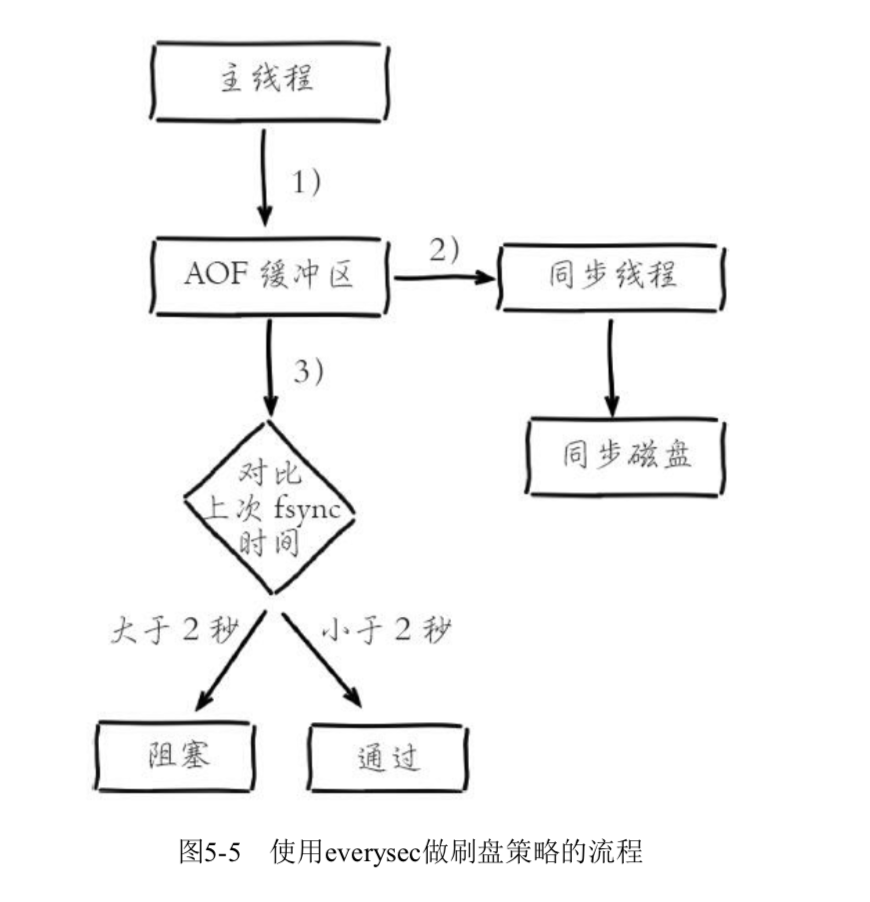 主线程
1)
AOF 缓冲区
2)
同步线程
3)
同步磁盘
对比
上次 fsync
时间
大于 2 秒
小于 2 秒
阻塞
通过
图5-5 使用everysec做刷盘策略的流程